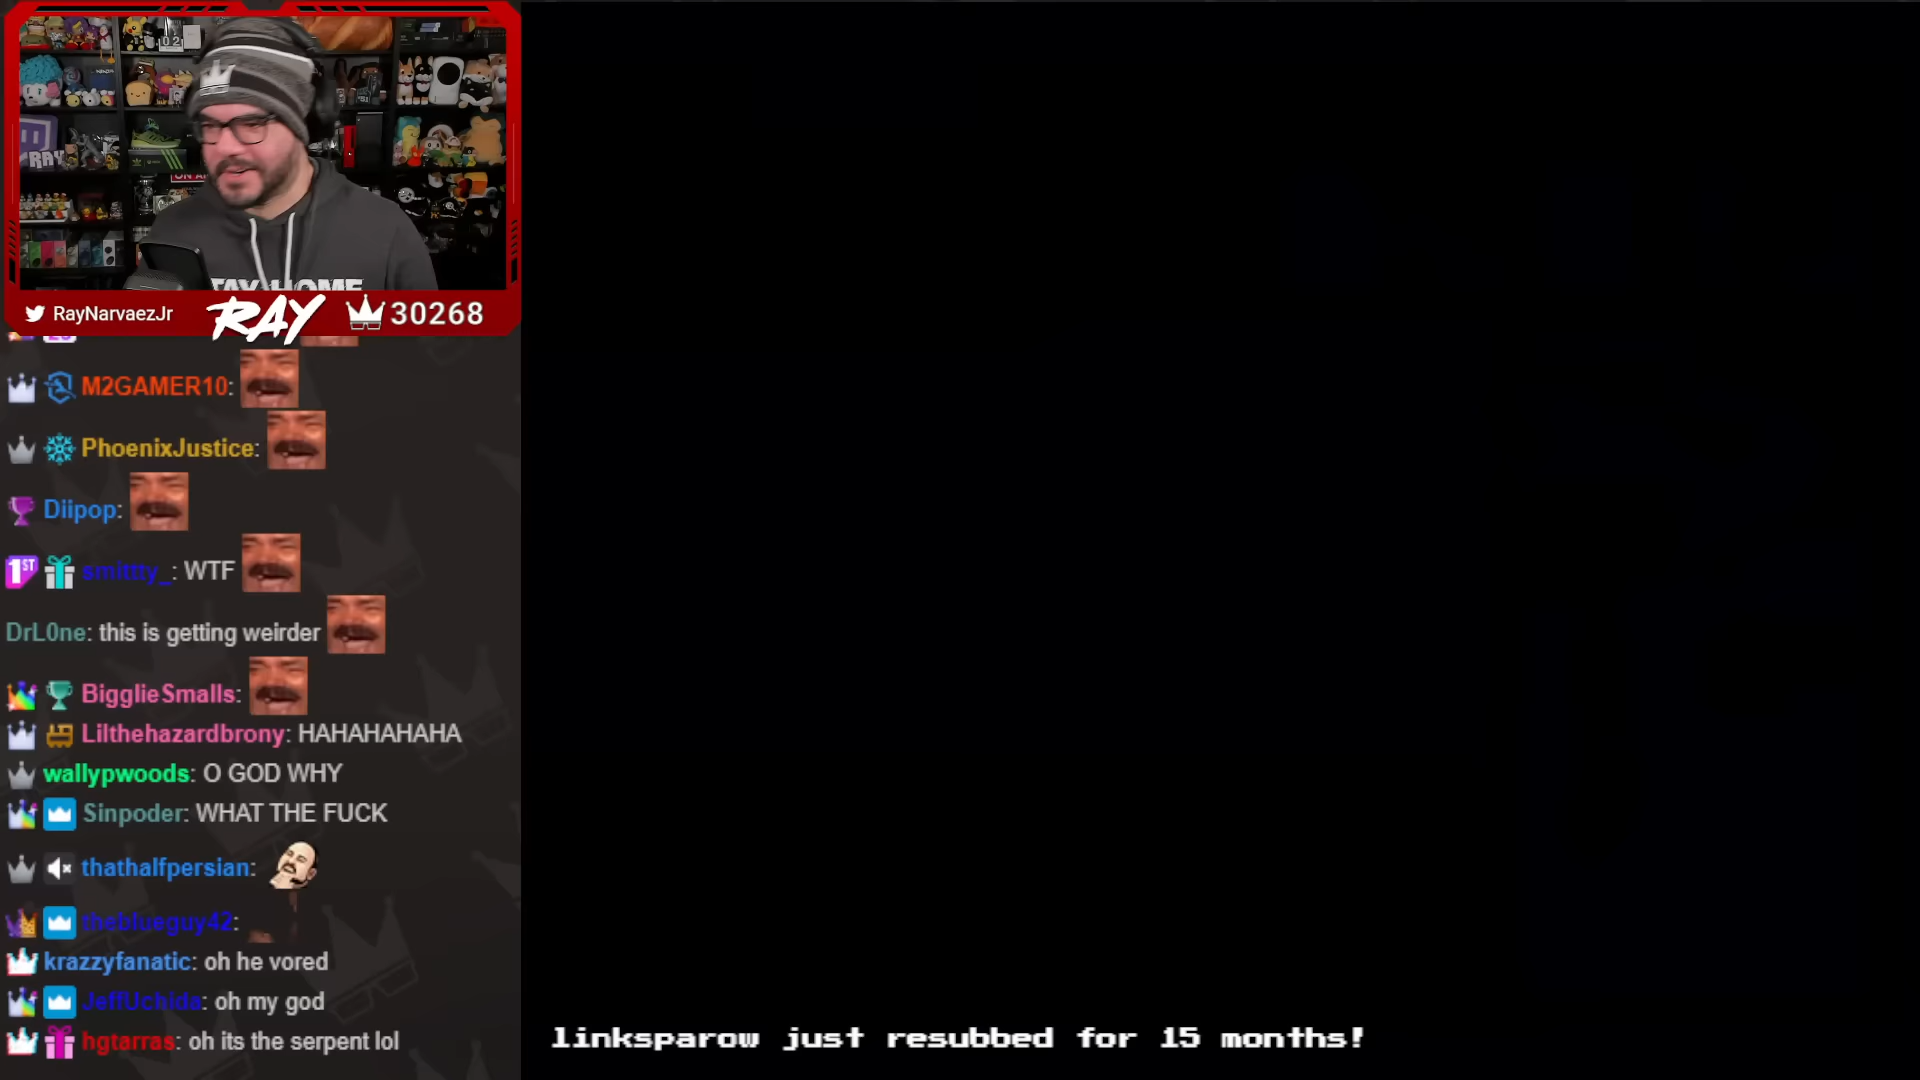 RayNarvaezJr RAY 30268
M2GAMER10:
PhoenixJustice:
Diipop:
1ST smittty_: WTF
DrL0ne: this is getting weirder
BigglieSmalls:
Lilthehazardbrony: HAHAHAHAHA
wallypwoods: O GOD WHY
Sinpoder: WHAT THE FUCK
thathalfpersian:
theblueguy42:
krazzyfanatic: oh he vored
JeffUchida: oh my god
hgtarras: oh its the serpent lol
linksparow just resubbed for 15 months!